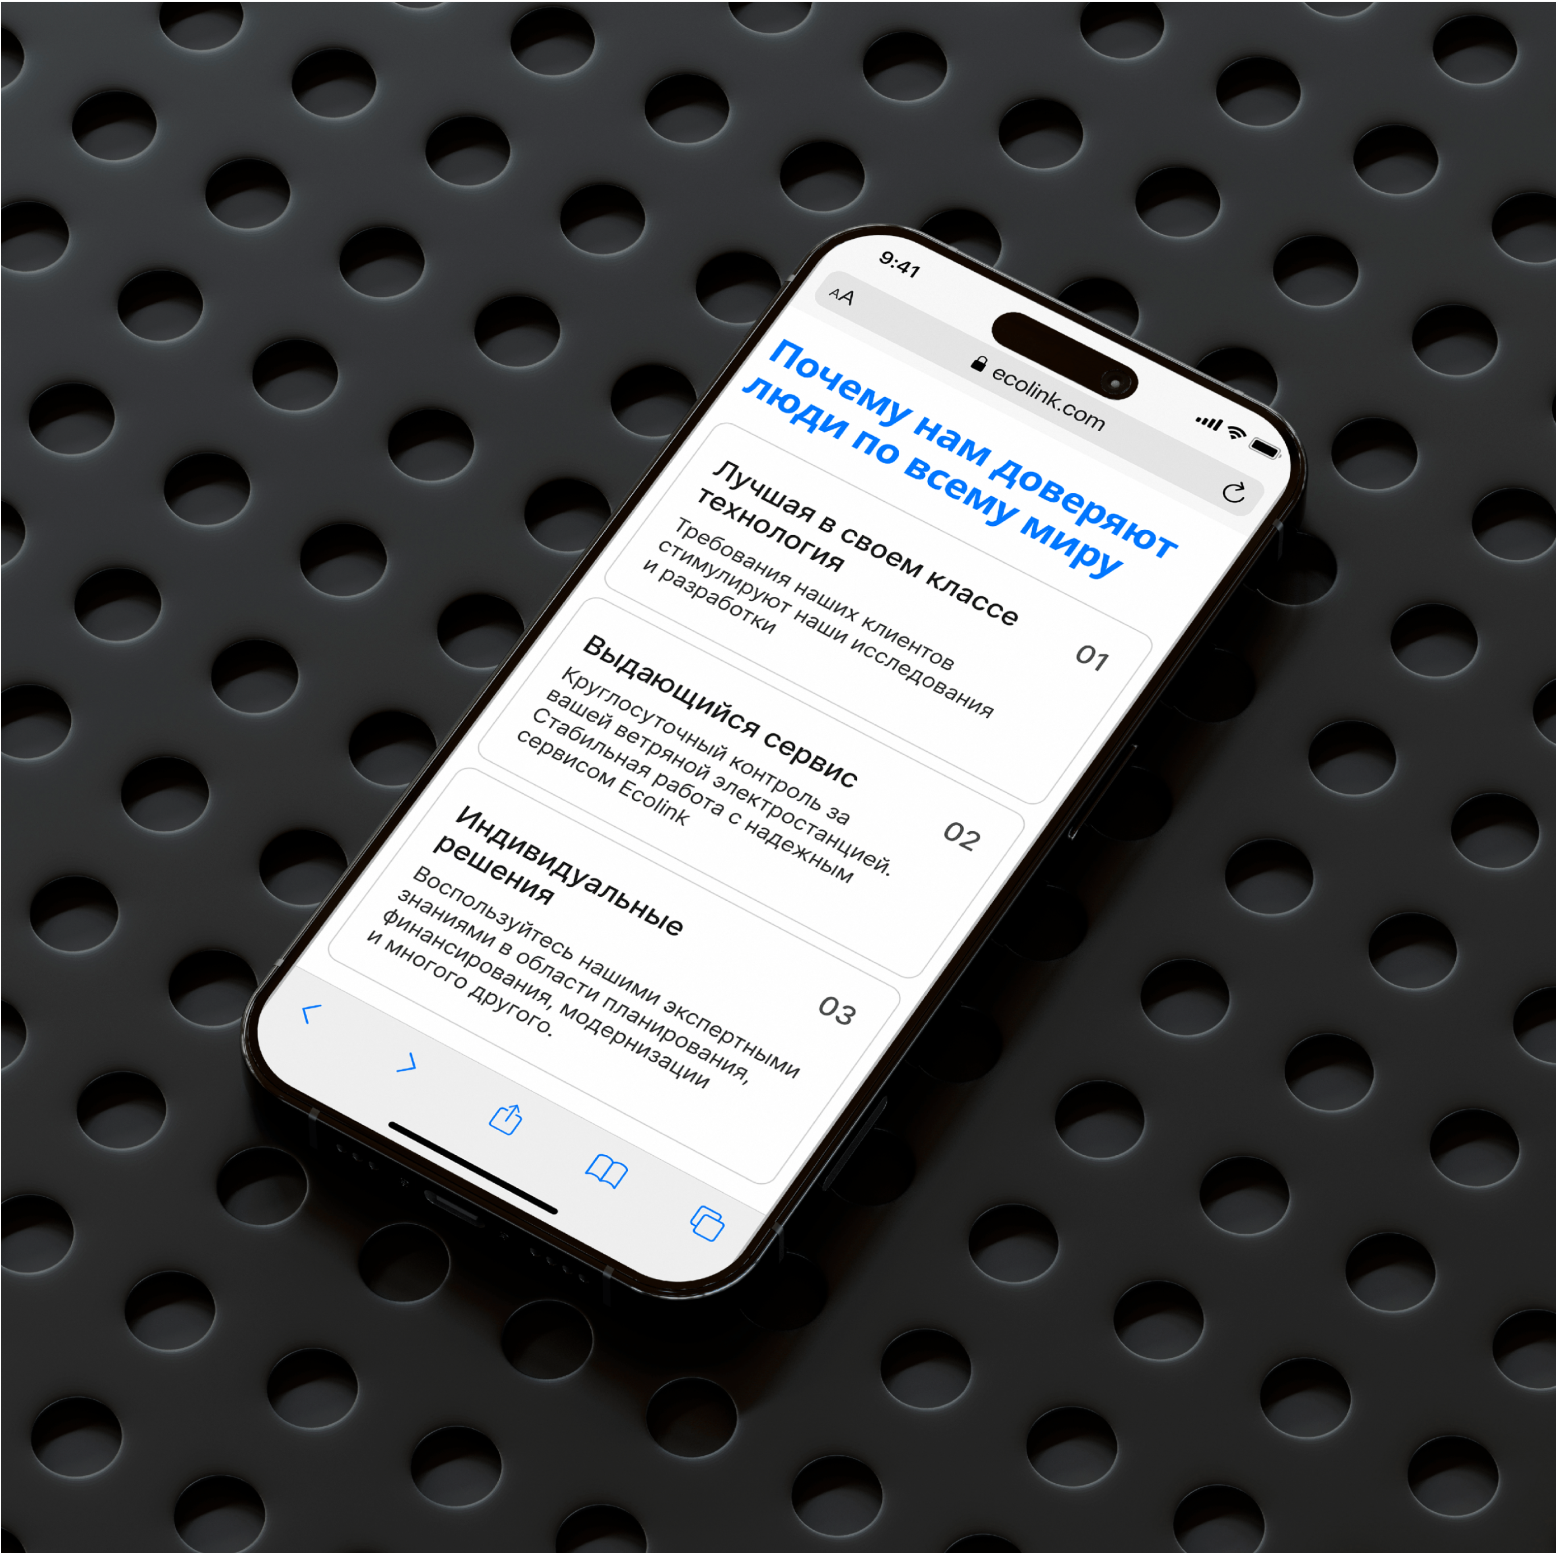 9:41
AA
ecolink.com
Почему нам доверяют
люди по всему миру
Лучшая в своем классе
технология
Требования наших клиентов
стимулируют наши исследования
и разработки
01
Выдающийся сервис
Круглосуточный контроль за
вашей ветряной электростанцией.
Стабильная работа с надежным
сервисом Ecolink
02
Индивидуальные
решения
Воспользуйтесь нашими экспертными
знаниями в области планирования,
финансирования, модернизации
и многого другого.
03